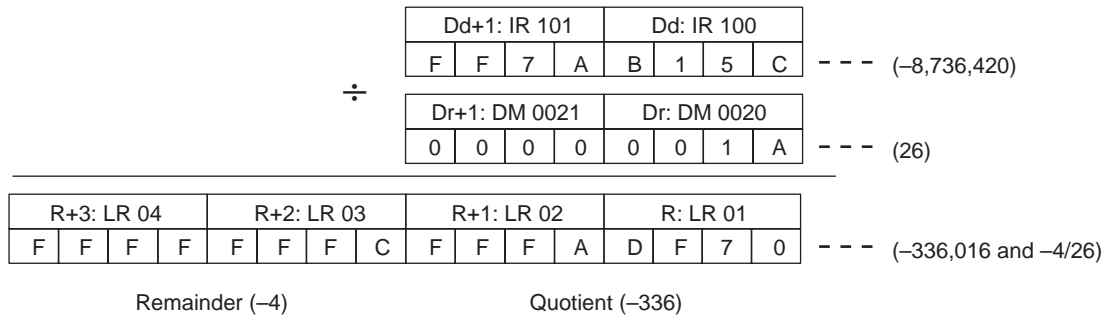 Dd+1: IR 101 Dd: IR 100
F F 7 A B 1 5 C – – – (–8,736,420)
÷
Dr+1: DM 0021 Dr: DM 0020
0 0 0 0 0 0 1 A – – – (26)
R+3: LR 04 R+2: LR 03 R+1: LR 02 R: LR 01
F F F F F F F C F F F A D F 7 0 – – – (–336,016 and –4/26)
Remainder (–4) Quotient (–336)